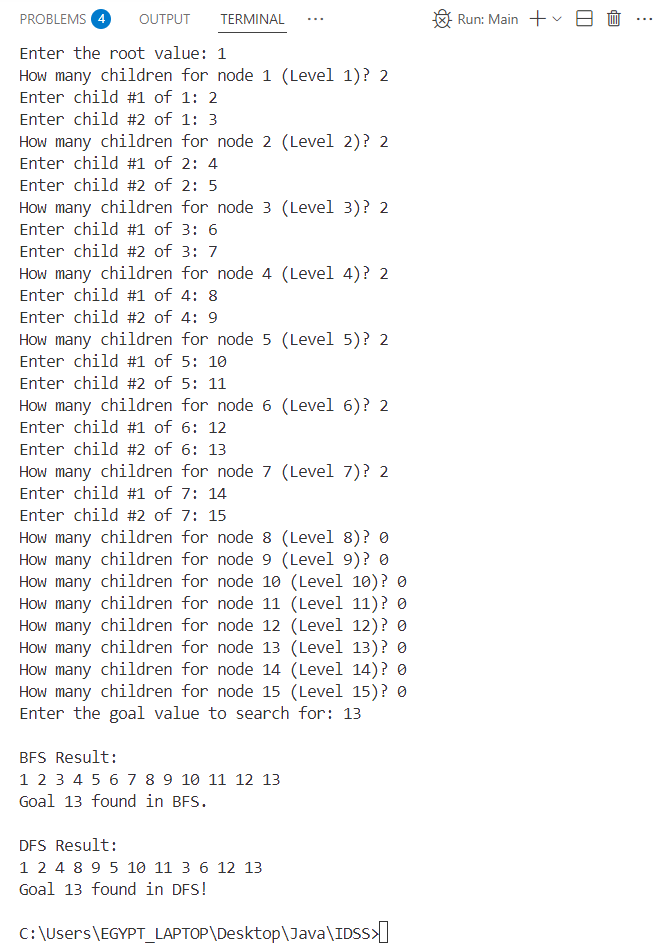 PROBLEMS 4 OUTPUT TERMINAL ... Run: Main
Enter the root value: 1
How many children for node 1 (Level 1)? 2
Enter child #1 of 1: 2
Enter child #2 of 1: 3
How many children for node 2 (Level 2)? 2
Enter child #1 of 2: 4
Enter child #2 of 2: 5
How many children for node 3 (Level 3)? 2
Enter child #1 of 3: 6
Enter child #2 of 3: 7
How many children for node 4 (Level 4)? 2
Enter child #1 of 4: 8
Enter child #2 of 4: 9
How many children for node 5 (Level 5)? 2
Enter child #1 of 5: 10
Enter child #2 of 5: 11
How many children for node 6 (Level 6)? 2
Enter child #1 of 6: 12
Enter child #2 of 6: 13
How many children for node 7 (Level 7)? 2
Enter child #1 of 7: 14
Enter child #2 of 7: 15
How many children for node 8 (Level 8)? 0
How many children for node 9 (Level 9)? 0
How many children for node 10 (Level 10)? 0
How many children for node 11 (Level 11)? 0
How many children for node 12 (Level 12)? 0
How many children for node 13 (Level 13)? 0
How many children for node 14 (Level 14)? 0
How many children for node 15 (Level 15)? 0
Enter the goal value to search for: 13
BFS Result:
1 2 3 4 5 6 7 8 9 10 11 12 13
Goal 13 found in BFS.
DFS Result:
1 2 4 8 9 5 10 11 3 6 12 13
Goal 13 found in DFS!
C:\Users\EGYPT_LAPTOP\Desktop\Java\IDSS>